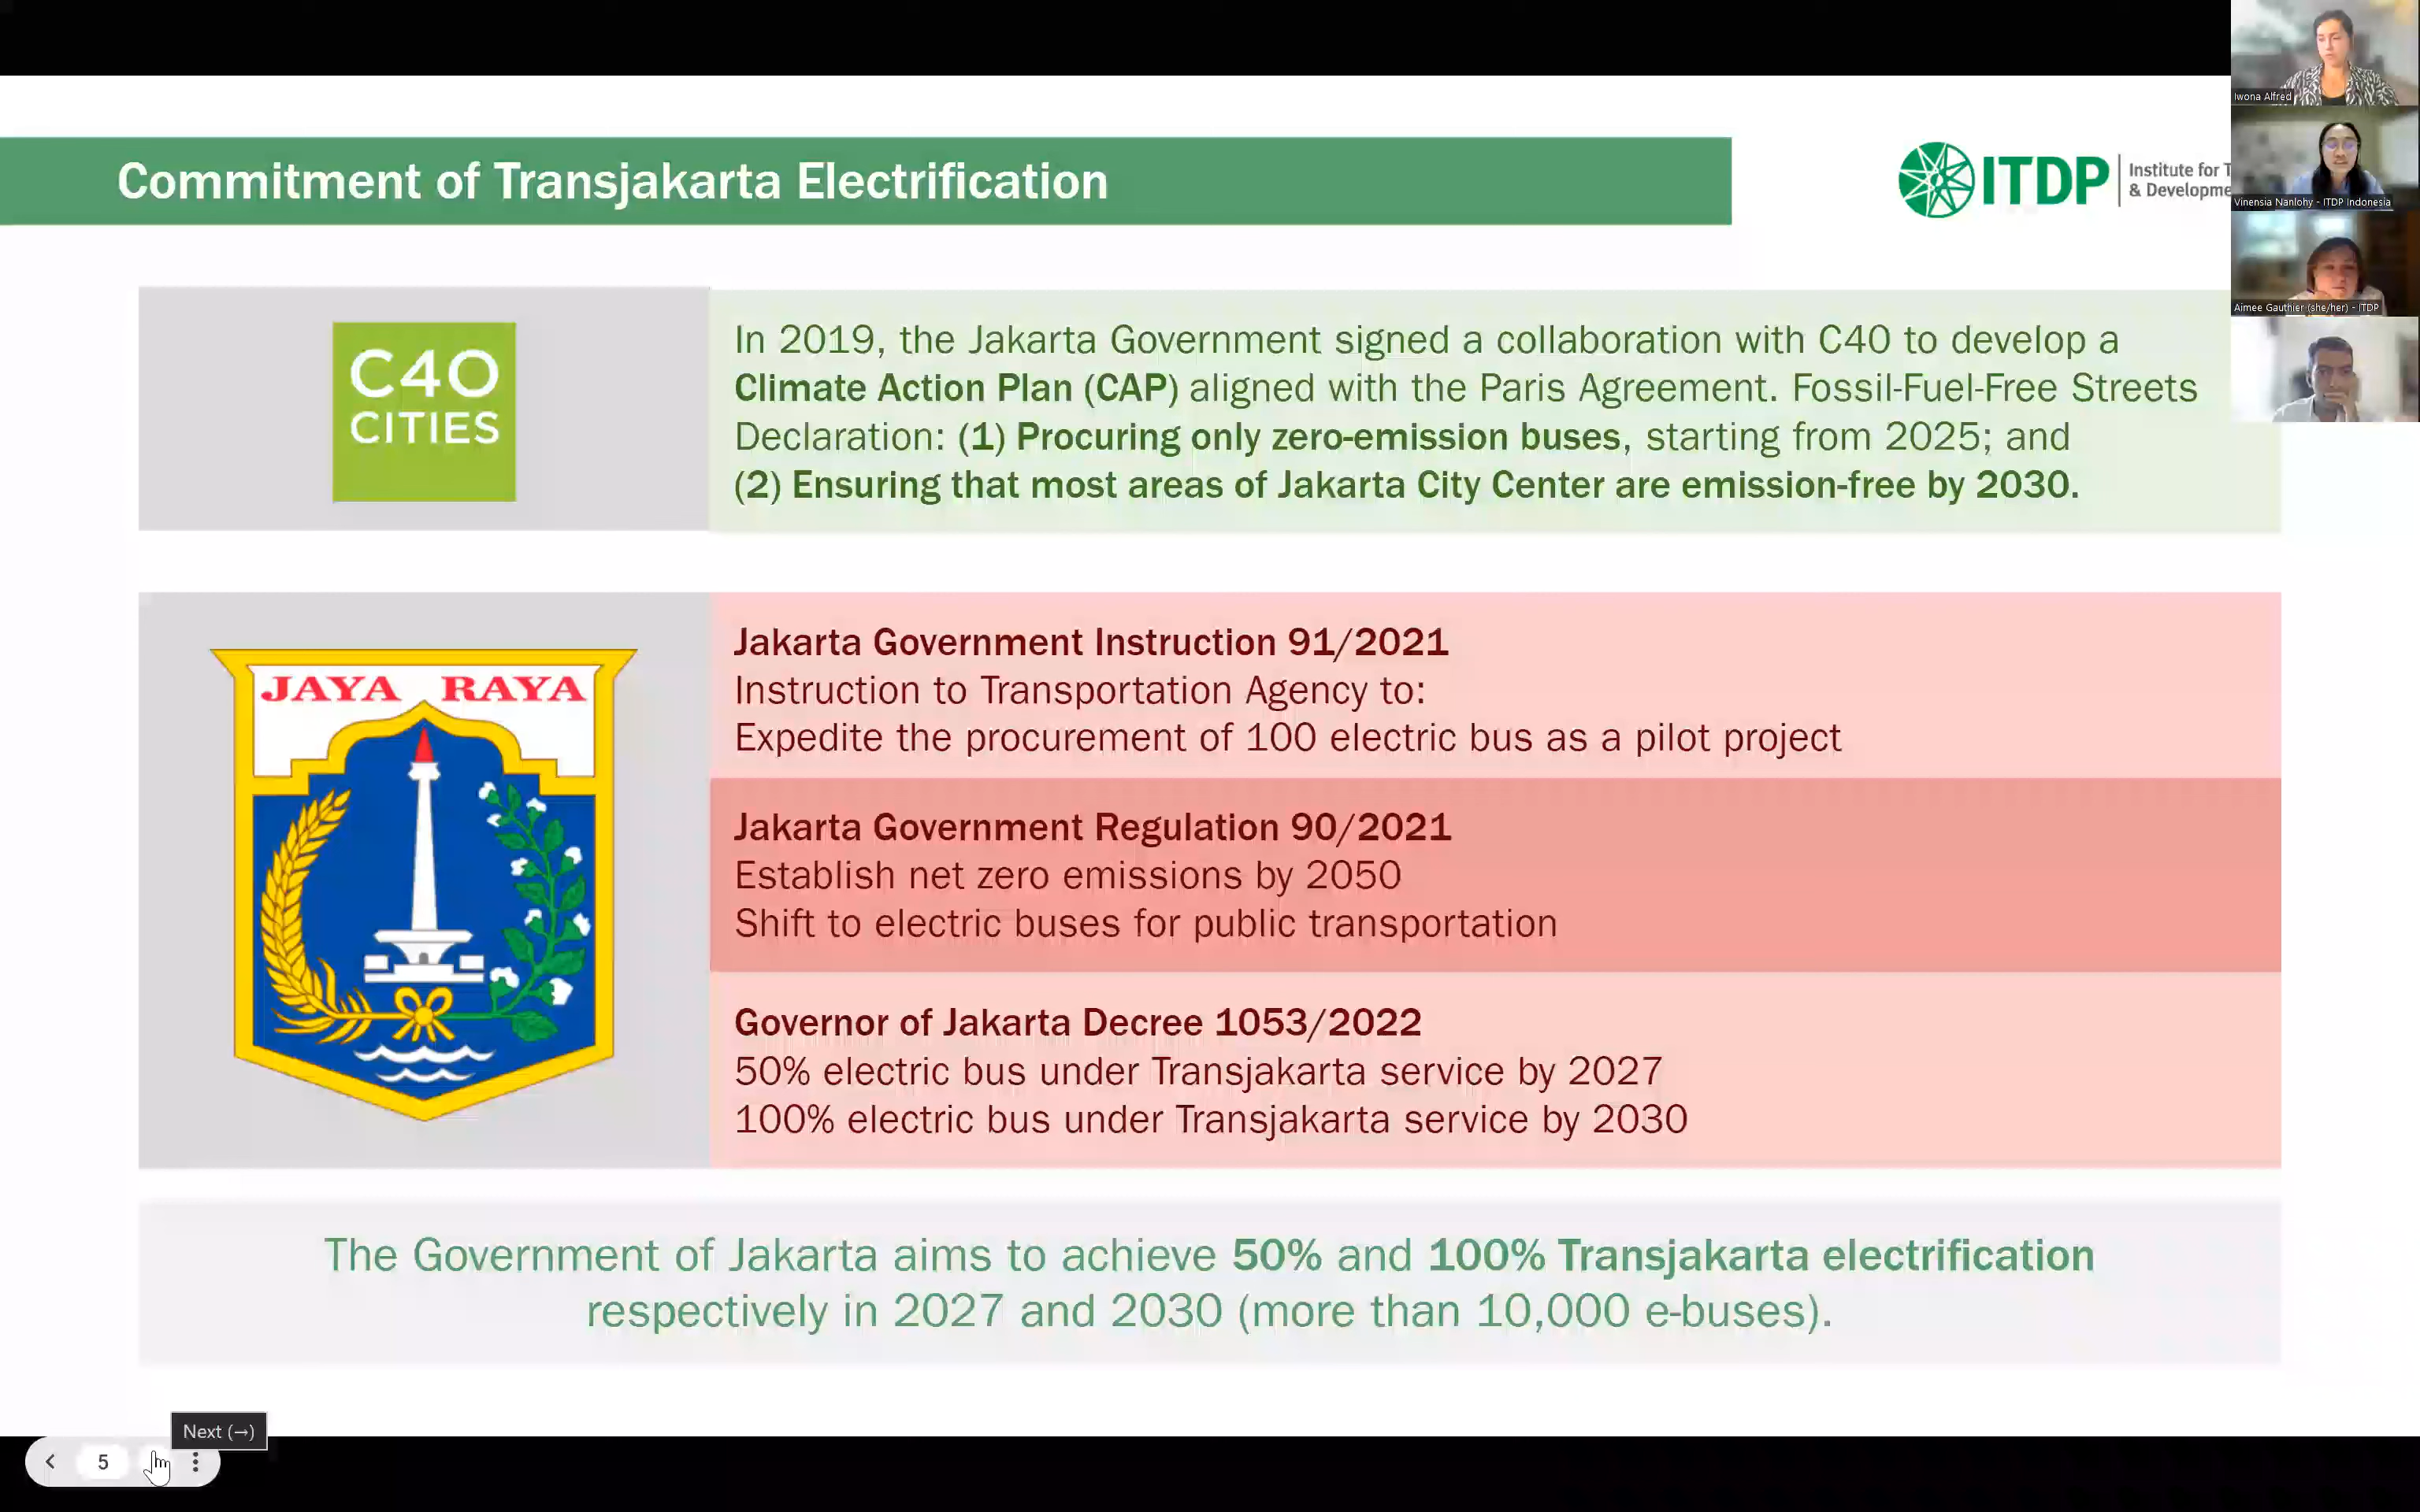 Commitment of Transjakarta Electrification
ITDP
Institute for T
& Developme
Iwona Alfred
Vinensia Nanlohy - ITDP Indonesia
Aimee Gauthier (she/her) - ITDP
C40
CITIES
In 2019, the Jakarta Government signed a collaboration with C40 to develop a
Climate Action Plan (CAP) aligned with the Paris Agreement. Fossil-Fuel-Free Streets
Declaration: (1) Procuring only zero-emission buses, starting from 2025; and
(2) Ensuring that most areas of Jakarta City Center are emission-free by 2030.
JAYA RAYA
Jakarta Government Instruction 91/2021
Instruction to Transportation Agency to:
Expedite the procurement of 100 electric bus as a pilot project
Jakarta Government Regulation 90/2021
Establish net zero emissions by 2050
Shift to electric buses for public transportation
Governor of Jakarta Decree 1053/2022
50% electric bus under Transjakarta service by 2027
100% electric bus under Transjakarta service by 2030
The Government of Jakarta aims to achieve 50% and 100% Transjakarta electrification
respectively in 2027 and 2030 (more than 10,000 e-buses).
Next (→)
5